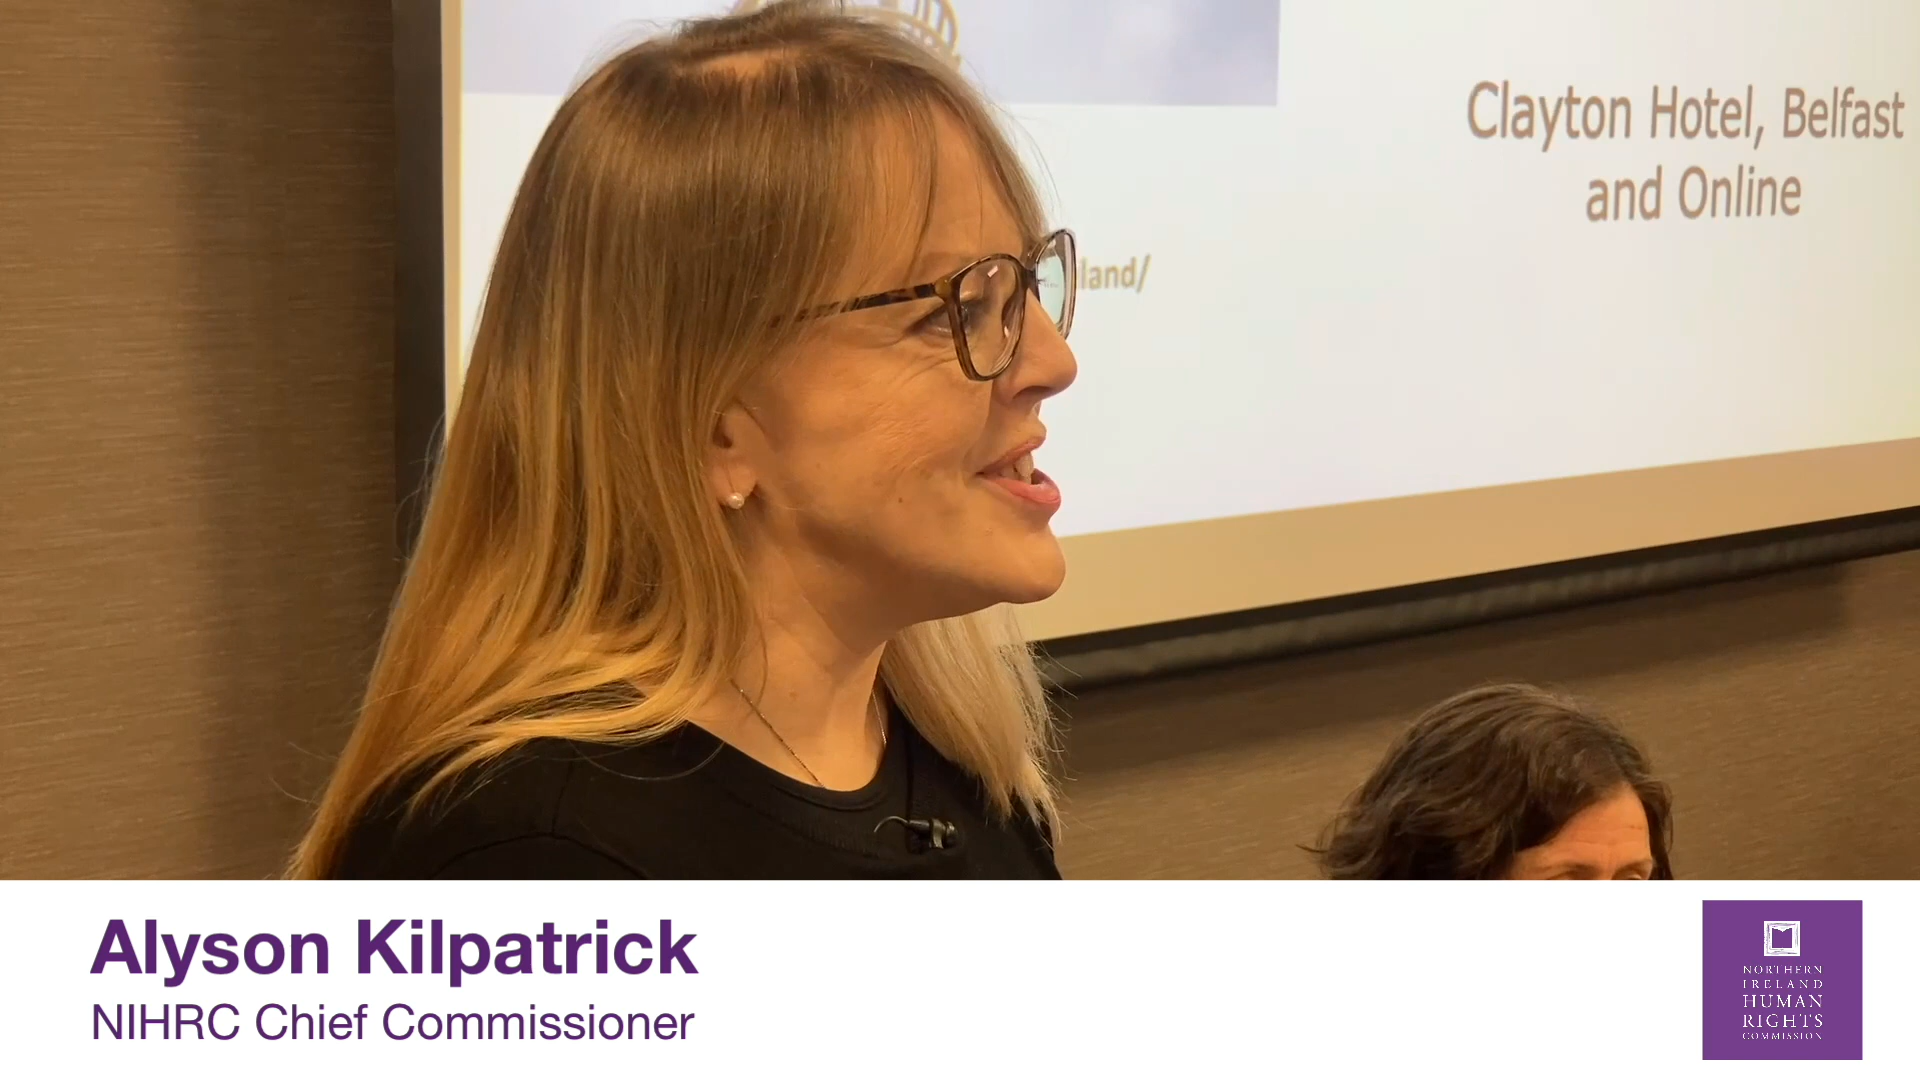 Clayton Hotel, Belfast
and Online
land/
Alyson Kilpatrick
NIHRC Chief Commissioner
NORTHERN
IRELAND
HUMAN
RIGHTS
COMMISSION